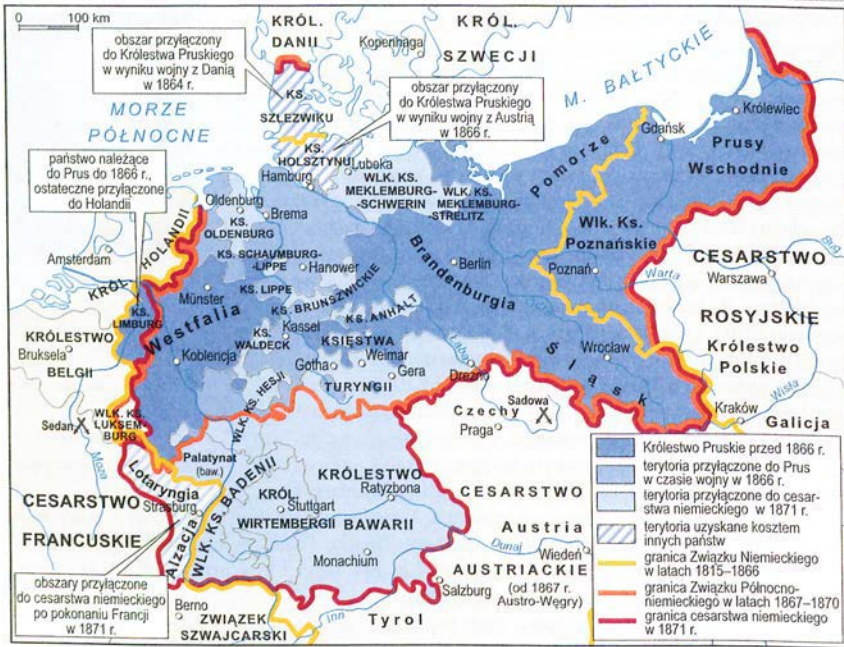 0 100 km
obszar przyłączony
do Królestwa Pruskiego
w wyniku wojny z Danią
w 1864 r.
KRÓL.
DANII
Kopenhaga
KRÓL.
SZWECJI
obszar przyłączony
do Królestwa Pruskiego
w wyniku wojny z Austrią
w 1866 r.
M. BAŁTYCKIE
MORZE
PÓŁNOCNE
KS.
SZLEZWIKU
KS.
HOLSZTYNU
Lubeka
Hamburg
Królewiec
Gdańsk
Prusy
Wschodnie
Pomorze
państwo należące
do Prus do 1866 r.,
ostateczne przyłączone
do Holandii
WLK. KS.
MEKLEMBURG-
-SCHWERIN
WLK. KS.
MEKLEMBURG-
STRELITZ
Oldenburg
KS.
OLDENBURG
Brema
Wlk. Ks.
Poznańskie
Poznań
CESARSTWO
Bug
Warta
Warszawa
ROSYJSKIE
Królestwo
Polskie
Wisła
Amsterdam
KRÓL. HOLANDII
KS. SCHAUMBURG-
-LIPPE
Hanower
Berlin
Brandenburgia
Münster
KS. LIPPE
KS. BRUNSZWICKIE
KS. ANHALT
KS.
LIMBURG
Westfalia
KS.
WALDECK
Kassel
KSIĘSTWA
Weimar
Gotha
Gera
TURYNGII
Łaba
Drezno
Śląsk
Wrocław
KRÓLESTWO
Bruksela
BELGII
Koblencja
WLK. KS. HESJI
Czechy
Praga
Sadowa
Kraków
Galicja
WLK. KS.
LUKSEM-
BURG
Sedan
Moza
Palatynat
(baw.)
Lotaryngia
Strasburg
CESARSTWO
FRANCUSKIE
Alzacja
WLK. KS. BADENII
KRÓL.
Stuttgart
WIRTEMBERGII
KRÓLESTWO
Ratyzbona
BAWARII
Monachium
CESARSTWO
Austria
Dunaj
Wiedeń
AUSTRIACKIE
(od 1867 r.
Austro-Węgry)
Salzburg
Tyrol
Inn
obszary przyłączone
do cesarstwa niemieckiego
po pokonaniu Francji
w 1871 r.
Berno
ZWIĄZEK
SZWAJCARSKI
Królestwo Pruskie przed 1866 r.
terytoria przyłączone do Prus
w czasie wojny w 1866 r.
terytoria przyłączone do cesar-
stwa niemieckiego w 1871 r.
terytoria uzyskane kosztem
innych państw
granica Związku Niemieckiego
w latach 1815–1866
granica Związku Północno-
niemieckiego w latach 1867–1870
granica cesarstwa niemieckiego
w 1871 r.